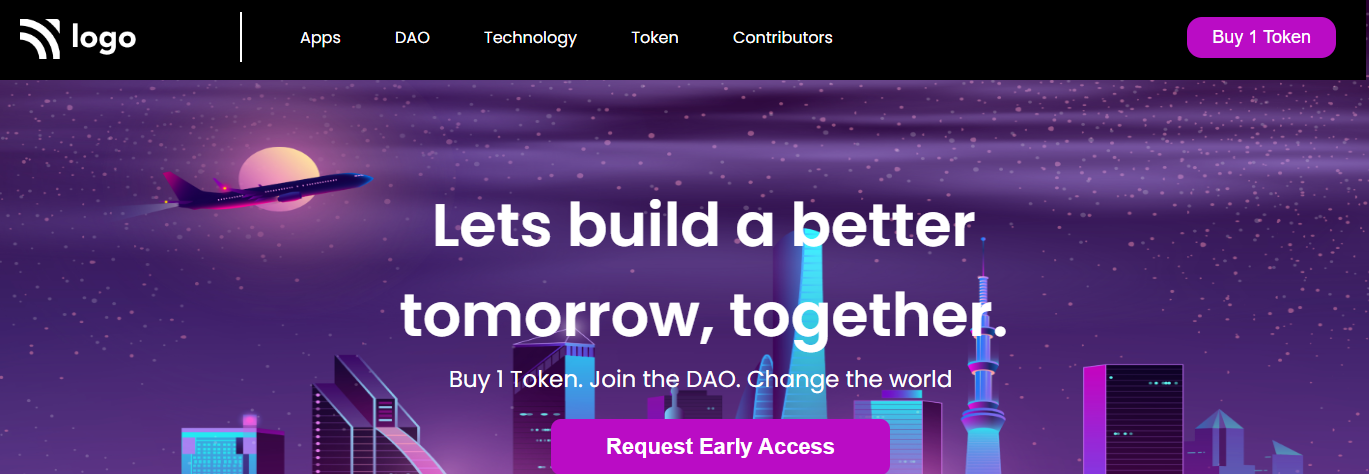 logo
Apps DAO Technology Token Contributors
Buy 1 Token
Lets build a better
tomorrow, together.
Buy 1 Token. Join the DAO. Change the world
Request Early Access